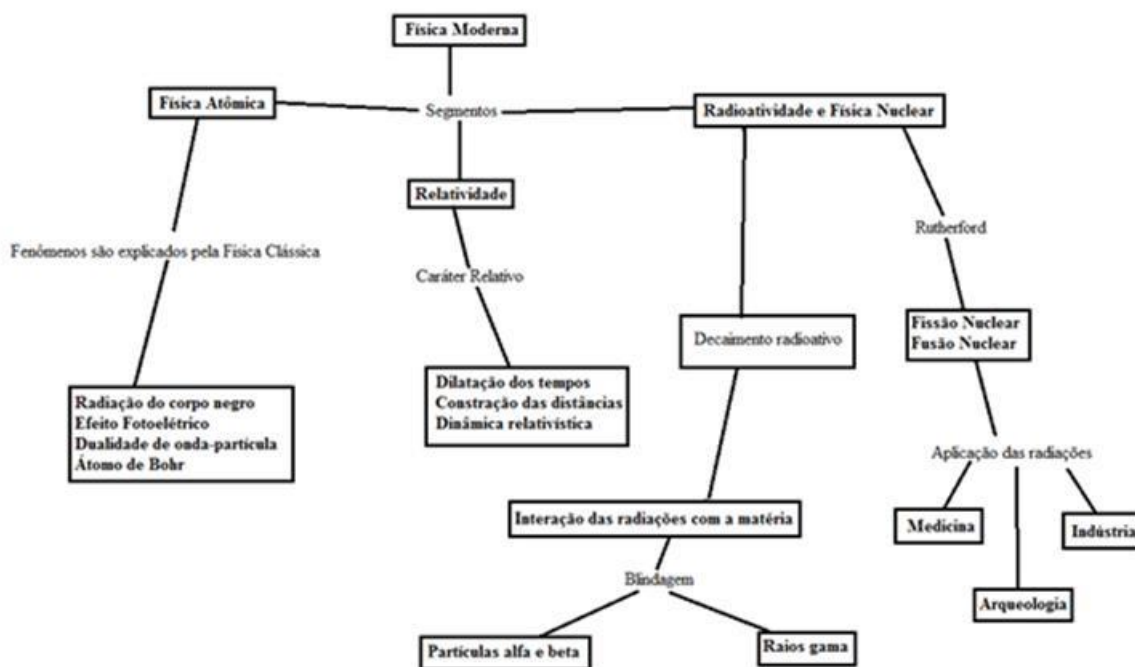 Física Moderna
Física Atômica
Segmentos
Radioatividade e Física Nuclear
Relatividade
Rutherford
Fenômenos são explicados pela Física Clássica
Caráter Relativo
Fissão Nuclear
Fusão Nuclear
Decaimento radioativo
Dilatação dos tempos
Constração das distâncias
Dinâmica relativística
Radiação do corpo negro
Efeito Fotoelétrico
Dualidade de onda-partícula
Átomo de Bohr
Aplicação das radiações
Interação das radiações com a matéria
Medicina
Indústria
Blindagem
Arqueologia
Partículas alfa e beta
Raios gama